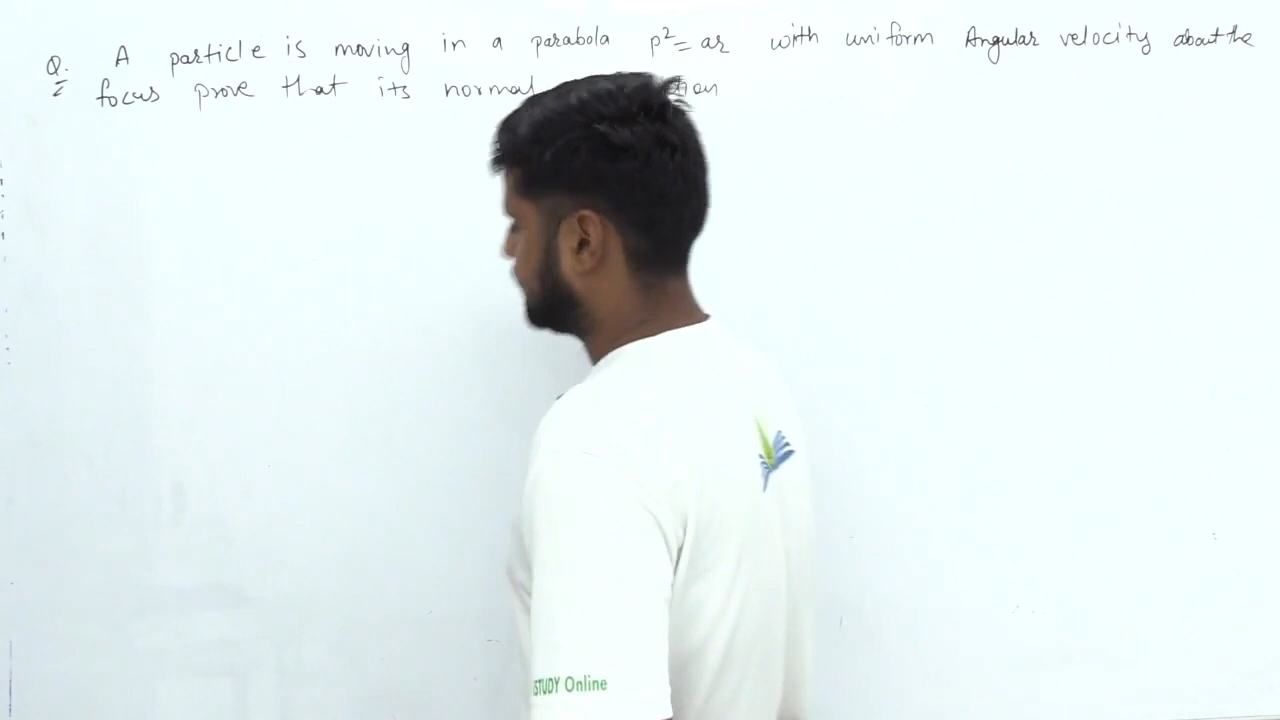 Q. A particle is moving in a parabola p²= ar with uniform Angular velocity about the
focus prove that its normal
STUDY Online